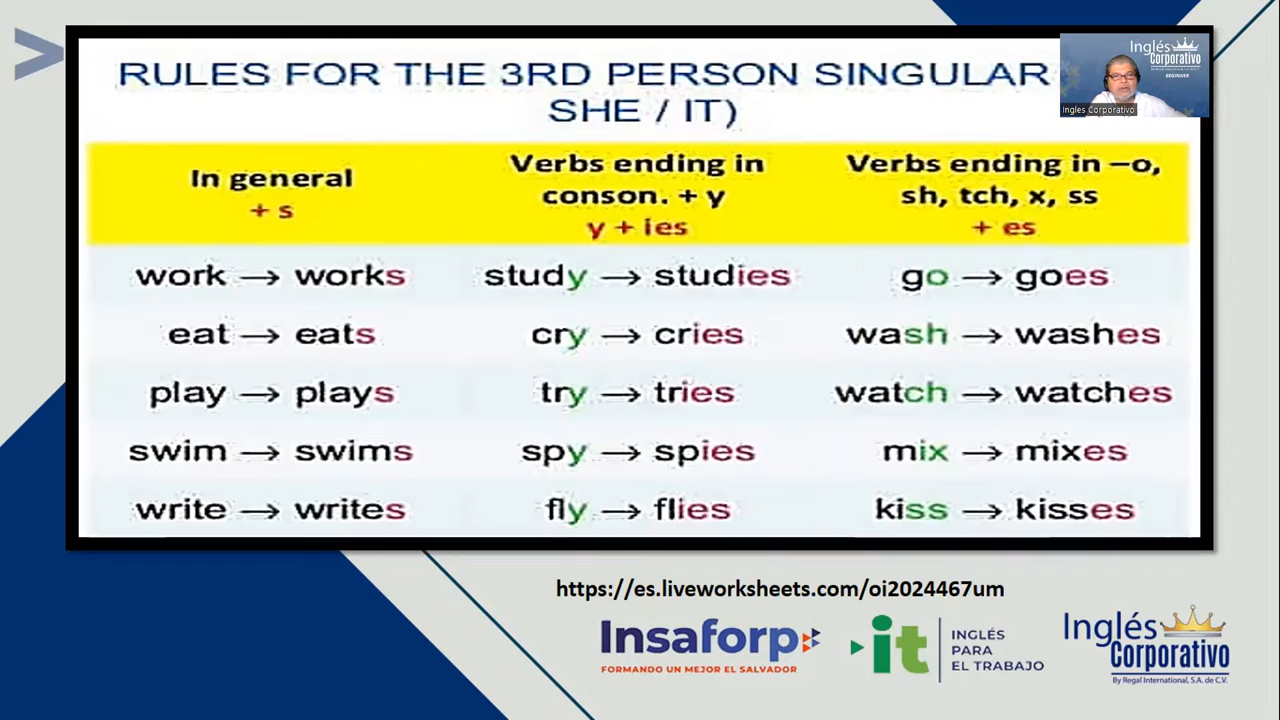 RULES FOR THE 3RD PERSON SINGULAR
SHE / IT)
In general
+ s
Verbs ending in
conson. + y
y + ies
Verbs ending in –o,
sh, tch, x, ss
+ es
work → works
study → studies
go → goes
eat → eats
cry → cries
wash → washes
play → plays
try → tries
watch → watches
swim → swims
spy → spies
mix → mixes
write → writes
fly → flies
kiss → kisses
Inglés
Corporativo
BEGINNER
Ingles Corporativo
https://es.liveworksheets.com/oi2024467um
Insaforp
FORMANDO UN MEJOR EL SALVADOR
it
INGLÉS
PARA
EL TRABAJO
Inglés
Corporativo
By Regal International, S.A. de C.V.